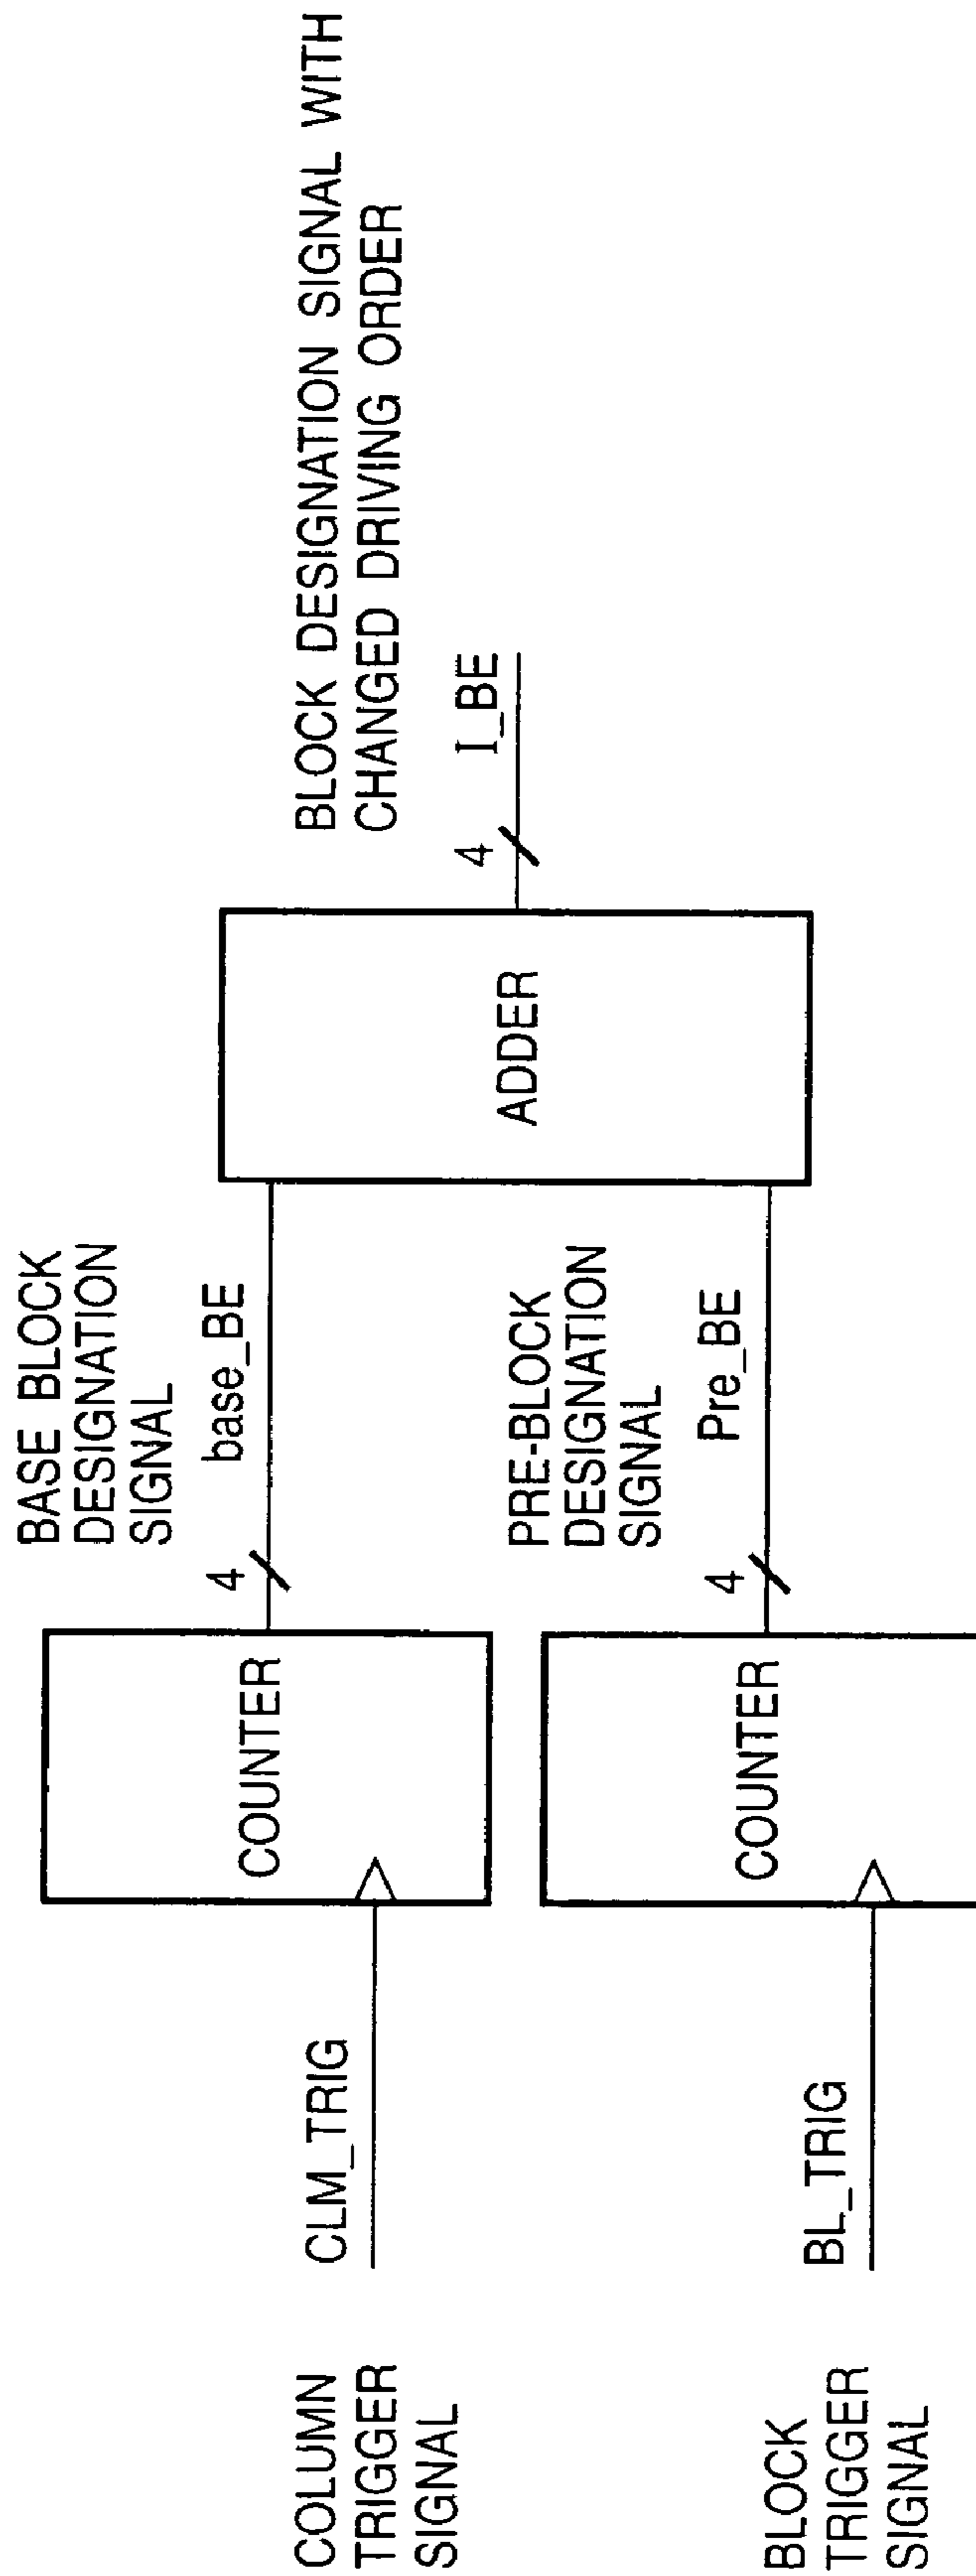 COLUMN
TRIGGER
SIGNAL
CLM_TRIG
COUNTER
BASE BLOCK
DESIGNATION
SIGNAL
base_BE
4
BLOCK
TRIGGER
SIGNAL
BL_TRIG
COUNTER
PRE-BLOCK
DESIGNATION
SIGNAL
Pre_BE
4
ADDER
4
I_BE
BLOCK DESIGNATION SIGNAL WITH
CHANGED DRIVING ORDER